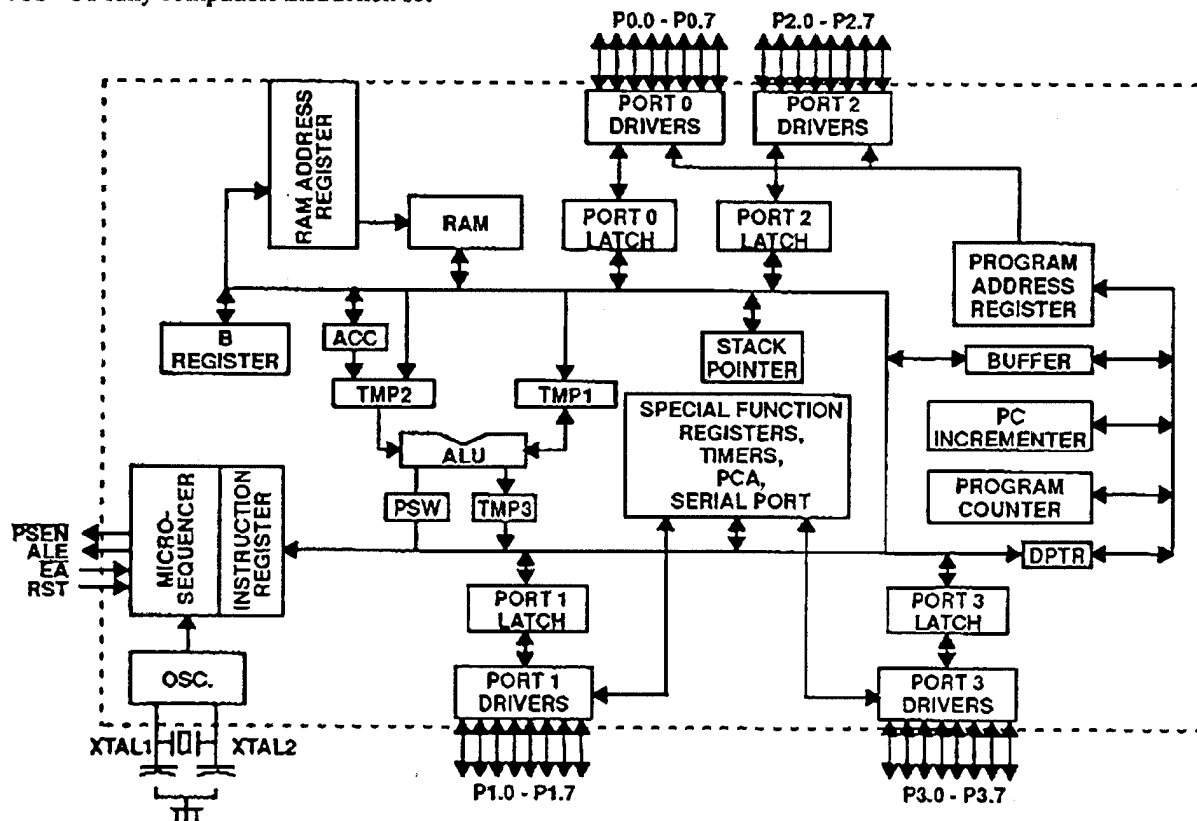 fully compatible instruction set
P0.0 - P0.7
P2.0 - P2.7
PORT 0
DRIVERS
PORT 2
DRIVERS
RAM ADDRESS
REGISTER
RAM
PORT 0
LATCH
PORT 2
LATCH
PROGRAM
ADDRESS
REGISTER
B
REGISTER
ACC
STACK
POINTER
BUFFER
TMP2
TMP1
SPECIAL FUNCTION
REGISTERS,
TIMERS,
PCA,
SERIAL PORT
PC
INCREMENTER
ALU
PROGRAM
COUNTER
PSW
TMP3
MICRO-
SEQUENCER
INSTRUCTION
REGISTER
PSEN
ALE
EA
RST
DPTR
PORT 1
LATCH
PORT 3
LATCH
OSC.
PORT 1
DRIVERS
PORT 3
DRIVERS
XTAL1
XTAL2
P1.0 - P1.7
P3.0 - P3.7